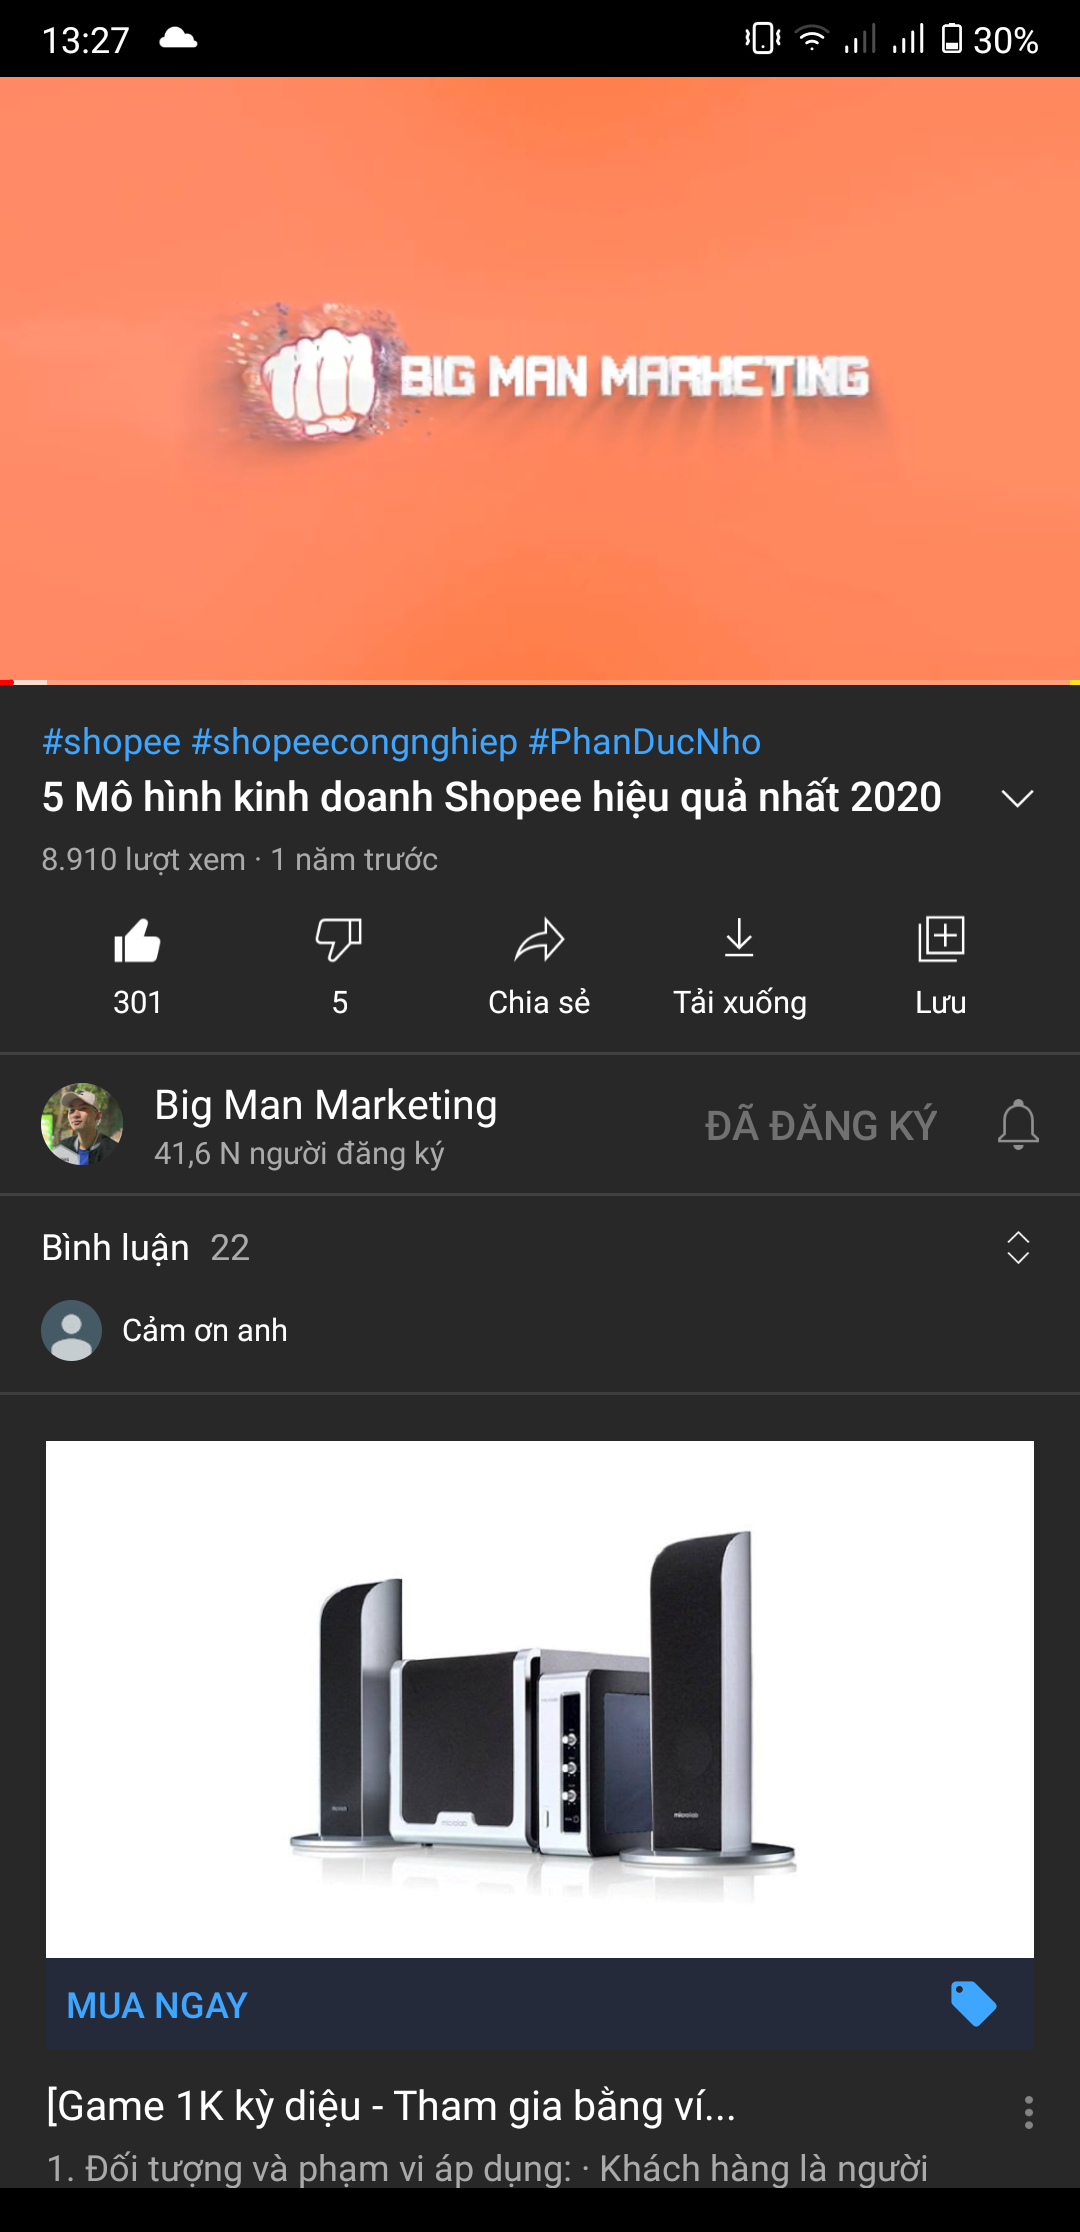 13:27
30%
BIG MAN MARKETING
#shopee #shopeecongnghiep #PhanDucNho
5 Mô hình kinh doanh Shopee hiệu quả nhất 2020
8.910 lượt xem · 1 năm trước
301
5
Chia sẻ
Tải xuống
Lưu
Big Man Marketing
41,6 N người đăng ký
ĐÃ ĐĂNG KÝ
Bình luận 22
Cảm ơn anh
microlab
microlab
microlab
MUA NGAY
[Game 1K kỳ diệu - Tham gia bằng ví...
1. Đối tượng và phạm vi áp dụng: · Khách hàng là người